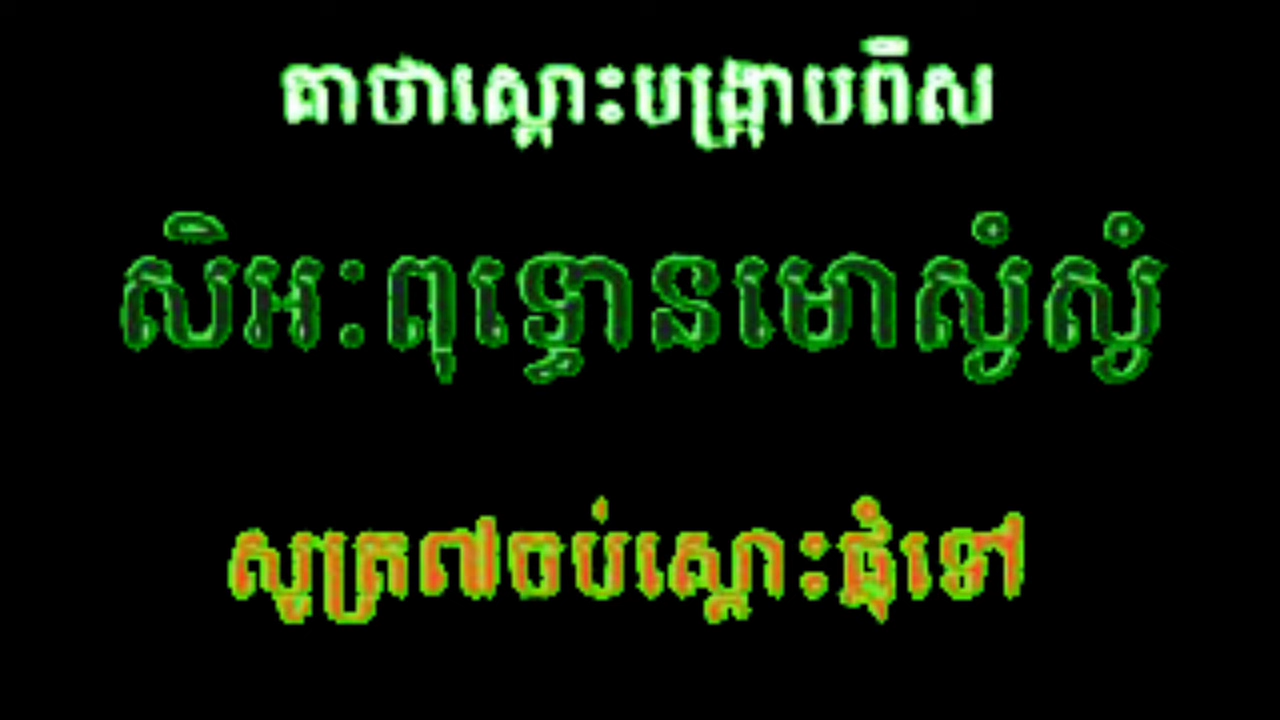 គាថាស្តោះបង្ក្រាបពិស
សិអៈពុទ្ធោនមោស្វំស្វំ
សូត្រ៧ចប់ស្តោះផ្លុំទៅ